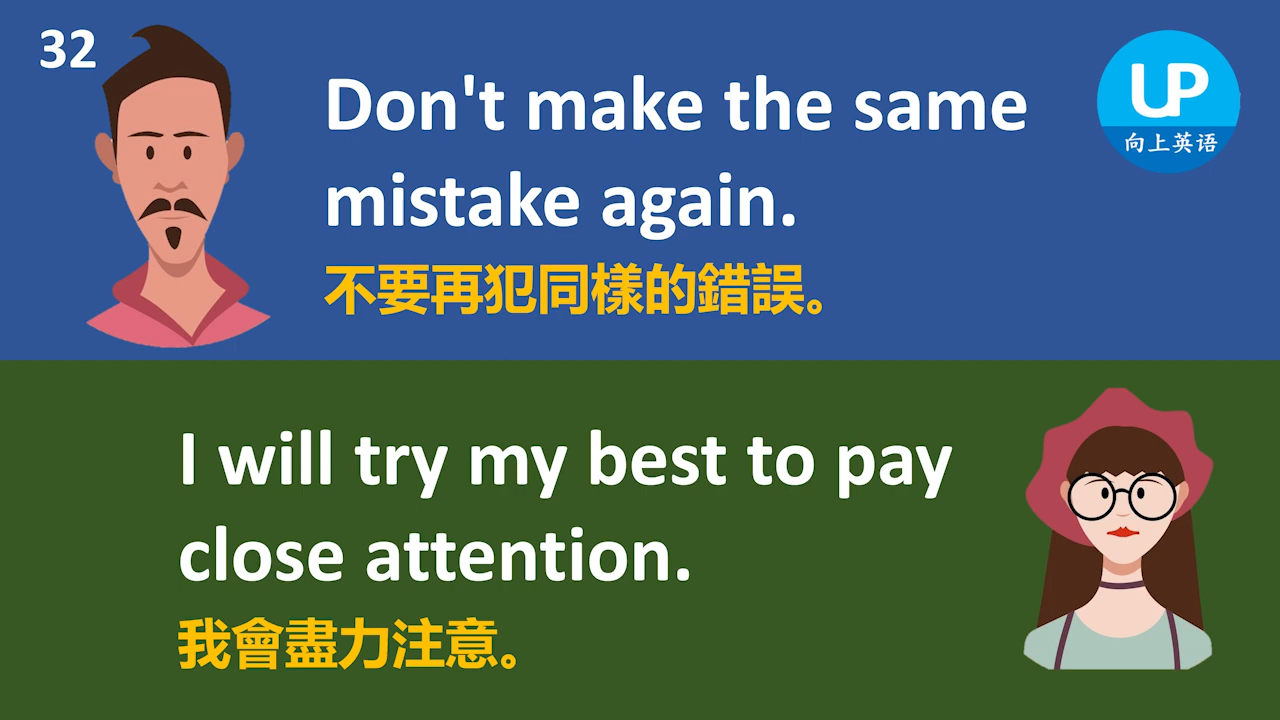 32
Don't make the same
mistake again.
不要再犯同樣的錯誤。
UP
向上英语
I will try my best to pay
close attention.
我會盡力注意。